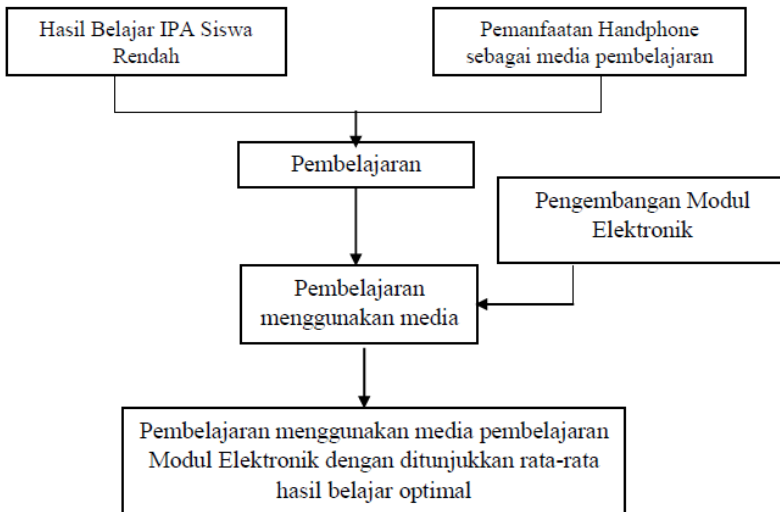 Hasil Belajar IPA Siswa
Rendah
Pemanfaatan Handphone
sebagai media pembelajaran
Pembelajaran
Pengembangan Modul
Elektronik
Pembelajaran
menggunakan media
Pembelajaran menggunakan media pembelajaran
Modul Elektronik dengan ditunjukkan rata-rata
hasil belajar optimal